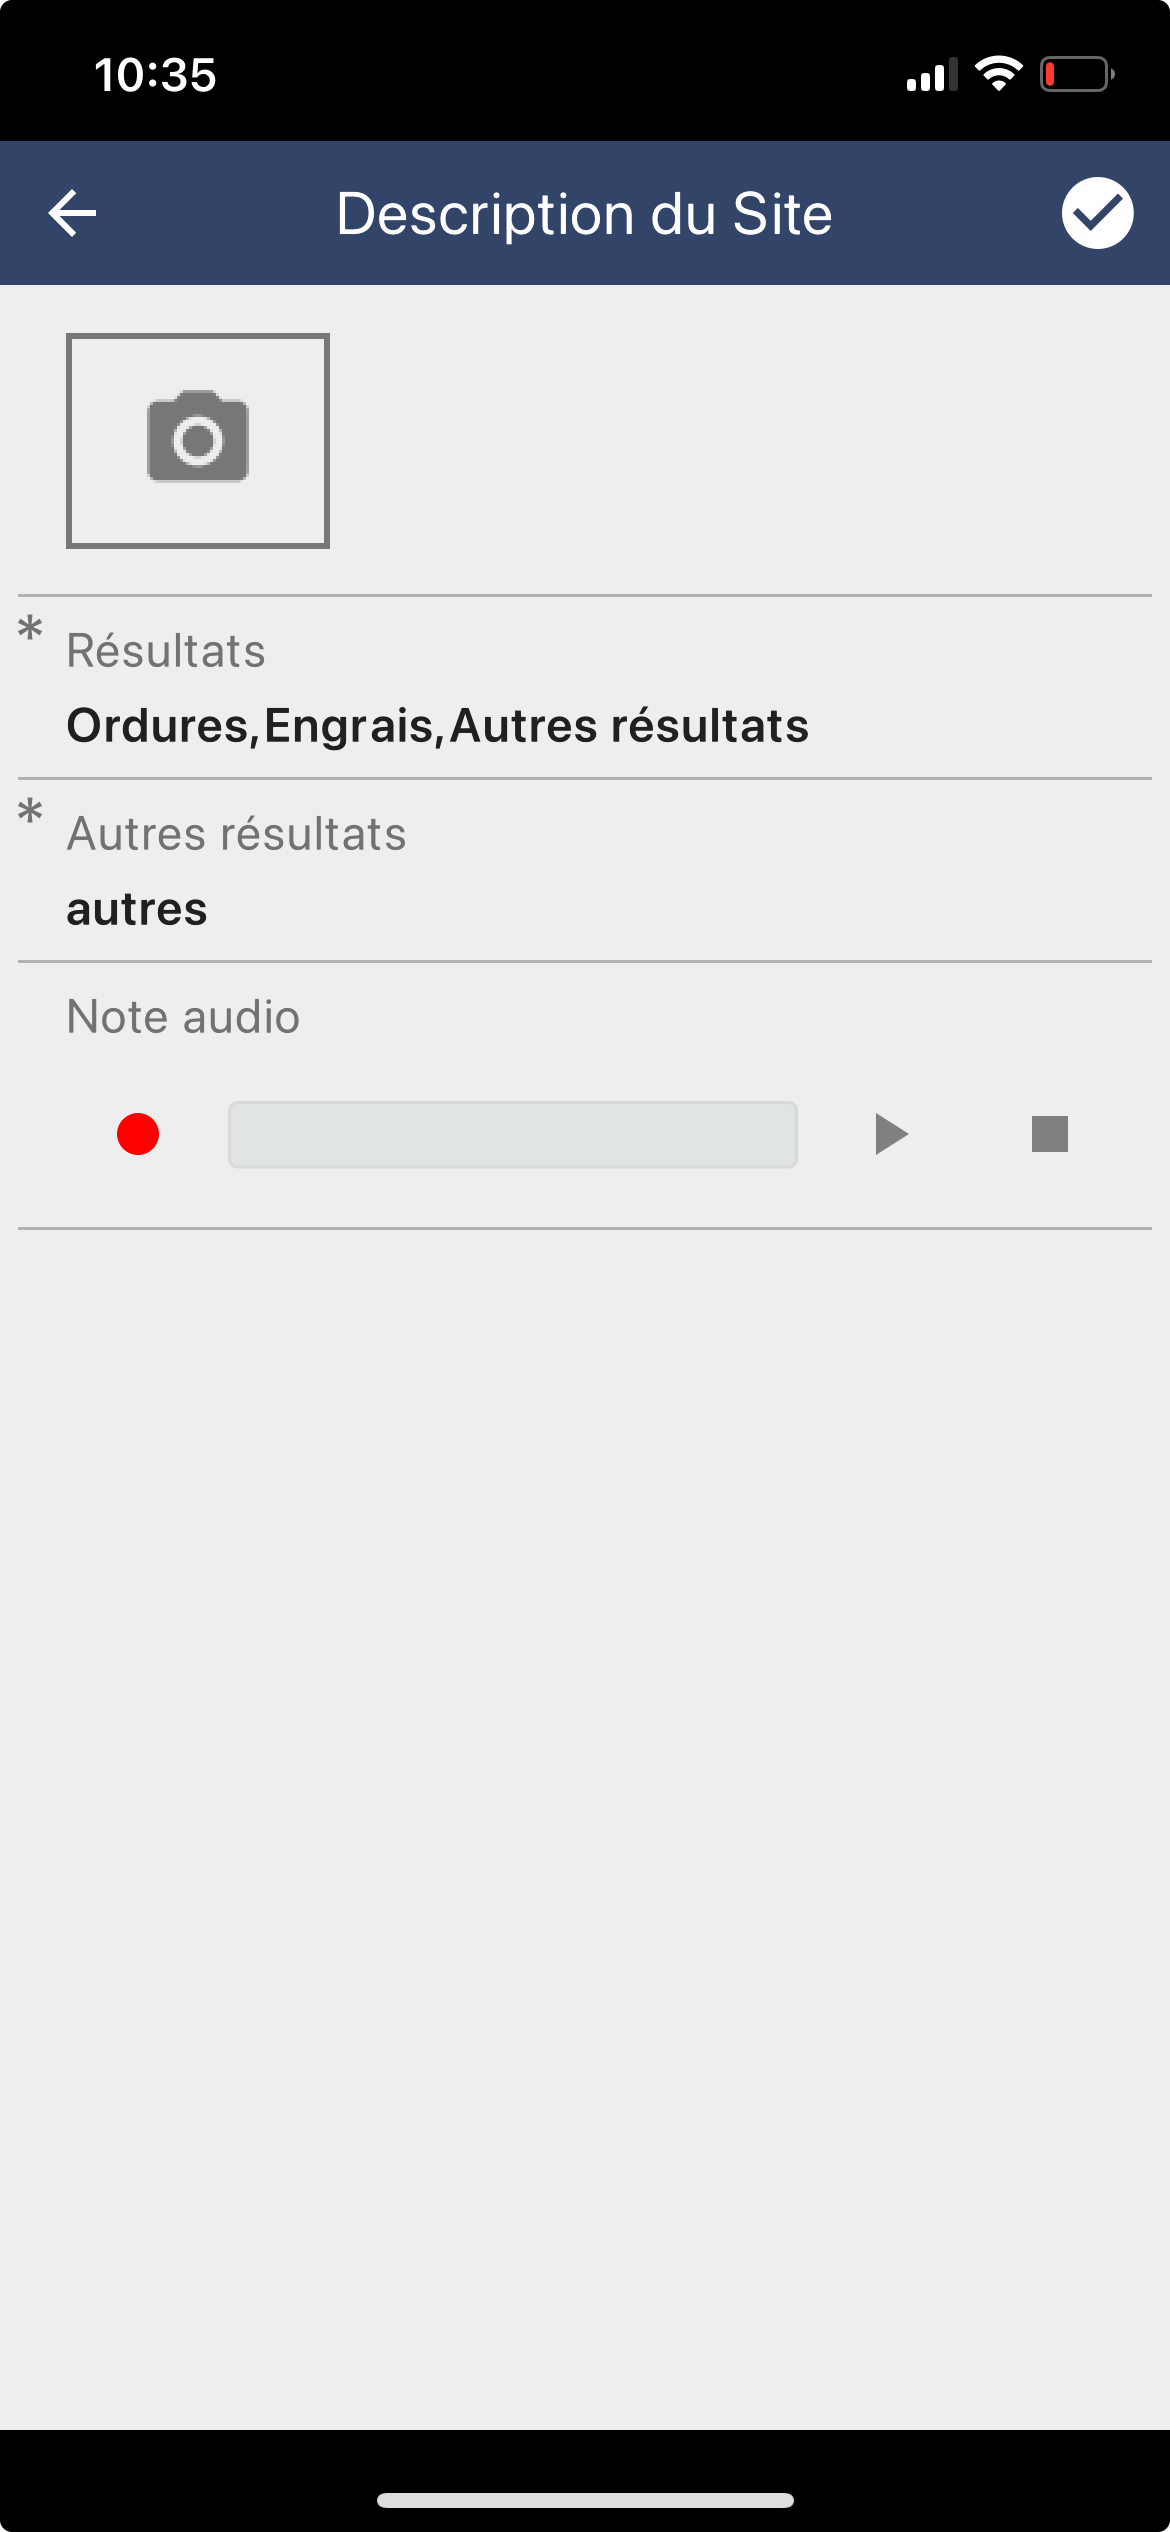 10:35
Description du Site
* Résultats
Ordures,Engrais,Autres résultats
* Autres résultats
autres
Note audio